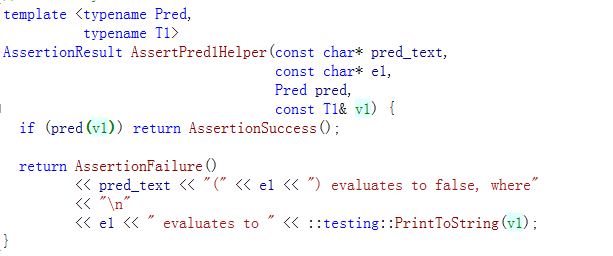 template <typename Pred,
          typename T1>
AssertionResult AssertPred1Helper(const char* pred_text,
                                  const char* e1,
                                  Pred pred,
                                  const T1& v1) {
  if (pred(v1)) return AssertionSuccess();

  return AssertionFailure()
         << pred_text << "(" << e1 << ") evaluates to false, where"
         << "\n"
         << e1 << " evaluates to " << ::testing::PrintToString(v1);
}